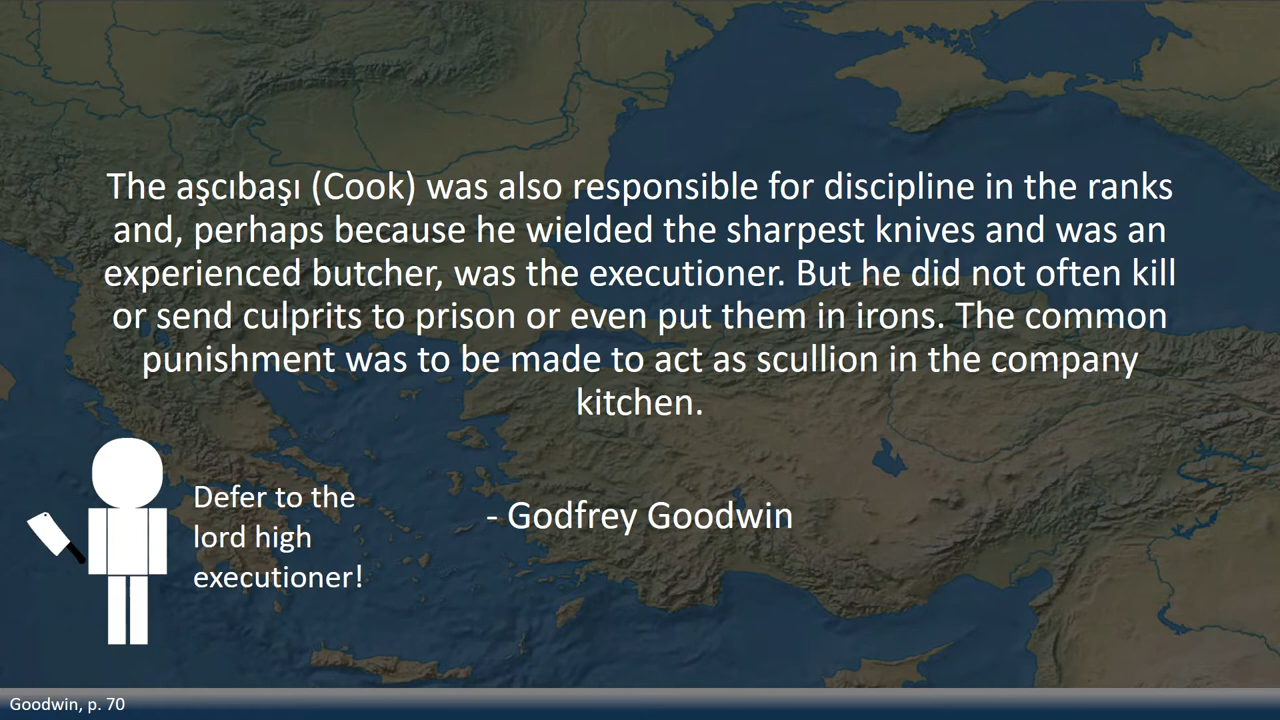 The aşcıbaşı (Cook) was also responsible for discipline in the ranks
and, perhaps because he wielded the sharpest knives and was an
experienced butcher, was the executioner. But he did not often kill
or send culprits to prison or even put them in irons. The common
punishment was to be made to act as scullion in the company
kitchen.
- Godfrey Goodwin
Defer to the
lord high
executioner!
Goodwin, p. 70